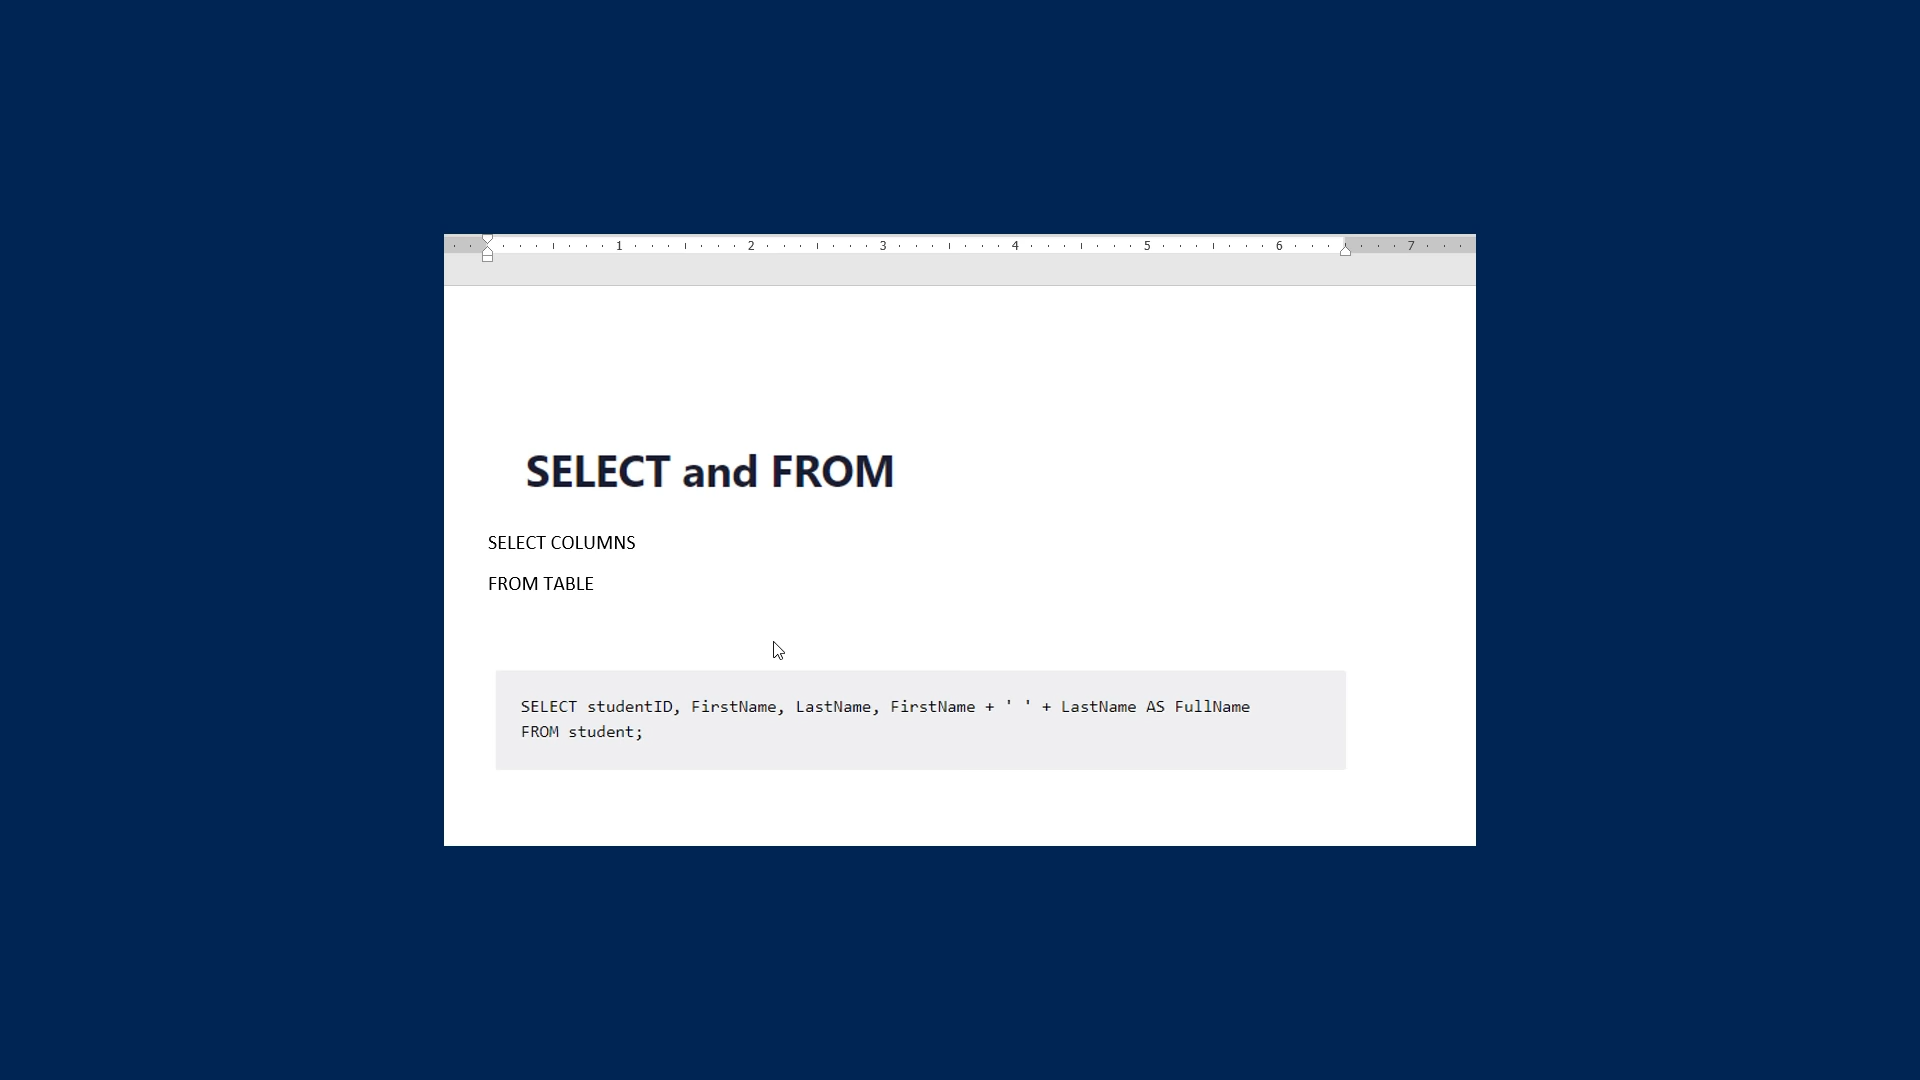 1 2 3 4 5 6 7
SELECT and FROM
SELECT COLUMNS
FROM TABLE
SELECT studentID, FirstName, LastName, FirstName + ' ' + LastName AS FullName
FROM student;